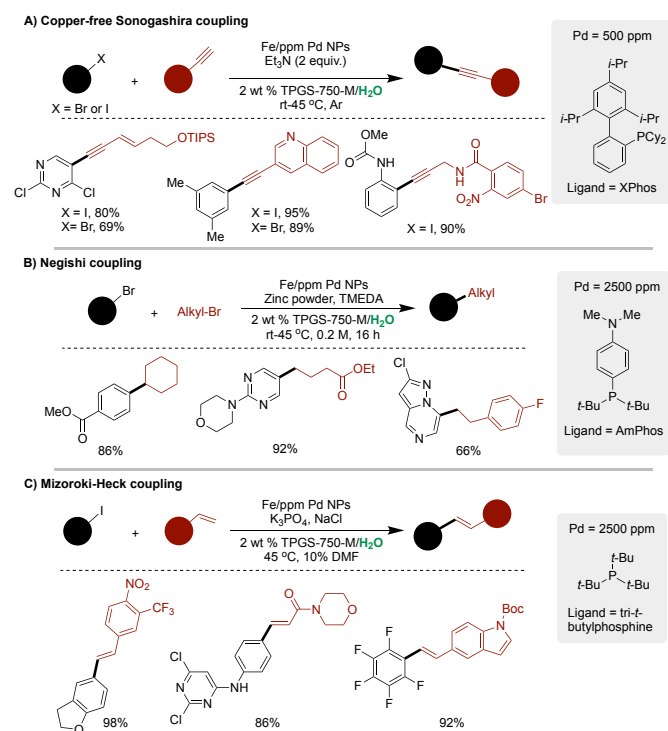 A) Copper-free Sonogashira coupling
X
+
Fe/ppm Pd NPs
Et₃N (2 equiv.)
2 wt % TPGS-750-M/H₂O
rt-45 °C, Ar
X = Br or I
Pd = 500 ppm
i-Pr
i-Pr
i-Pr
PCy₂
Ligand = XPhos
OTIPS
N
Cl
N
Cl
X = I, 80%
X= Br, 69%
N
Me
Me
X = I, 95%
X = Br, 89%
OMe
O
NH
O
N
H
NO₂
Br
X = I, 90%
B) Negishi coupling
Br
+
Alkyl-Br
Fe/ppm Pd NPs
Zinc powder, TMEDA
2 wt % TPGS-750-M/H₂O
rt-45 °C, 0.2 M, 16 h
Alkyl
Pd = 2500 ppm
Me
N
Me
P
t-Bu
t-Bu
Ligand = AmPhos
MeO
O
86%
N
N
N
O
OEt
O
92%
Cl
N
N
N
F
66%
C) Mizoroki-Heck coupling
I
+
Fe/ppm Pd NPs
K₃PO₄, NaCl
2 wt % TPGS-750-M/H₂O
45 °C, 10% DMF
Pd = 2500 ppm
t-Bu
P
t-Bu
t-Bu
Ligand = tri-t-
butylphosphine
NO₂
CF₃
O
98%
O
N
O
Cl
N
N
Cl
NH
86%
Boc
N
F
F
F
F
F
92%